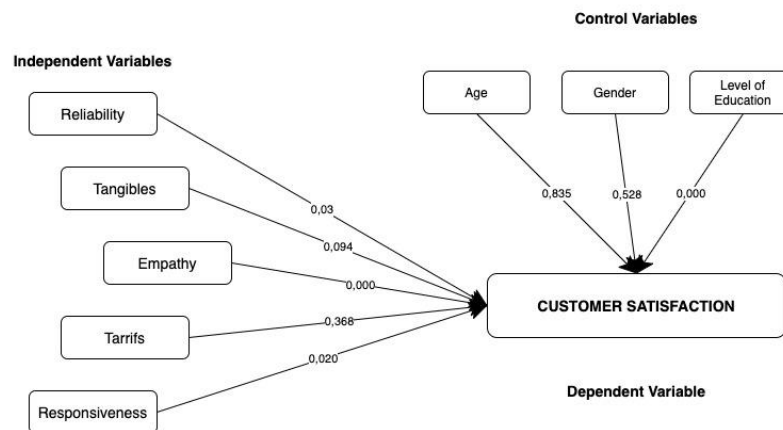 Control Variables
Independent Variables
Reliability
Age
Gender
Level of
Education
Tangibles
0,03
0,835
0,528
0,000
0,094
Empathy
0,000
CUSTOMER SATISFACTION
Tarrifs
0,368
0,020
Responsiveness
Dependent Variable